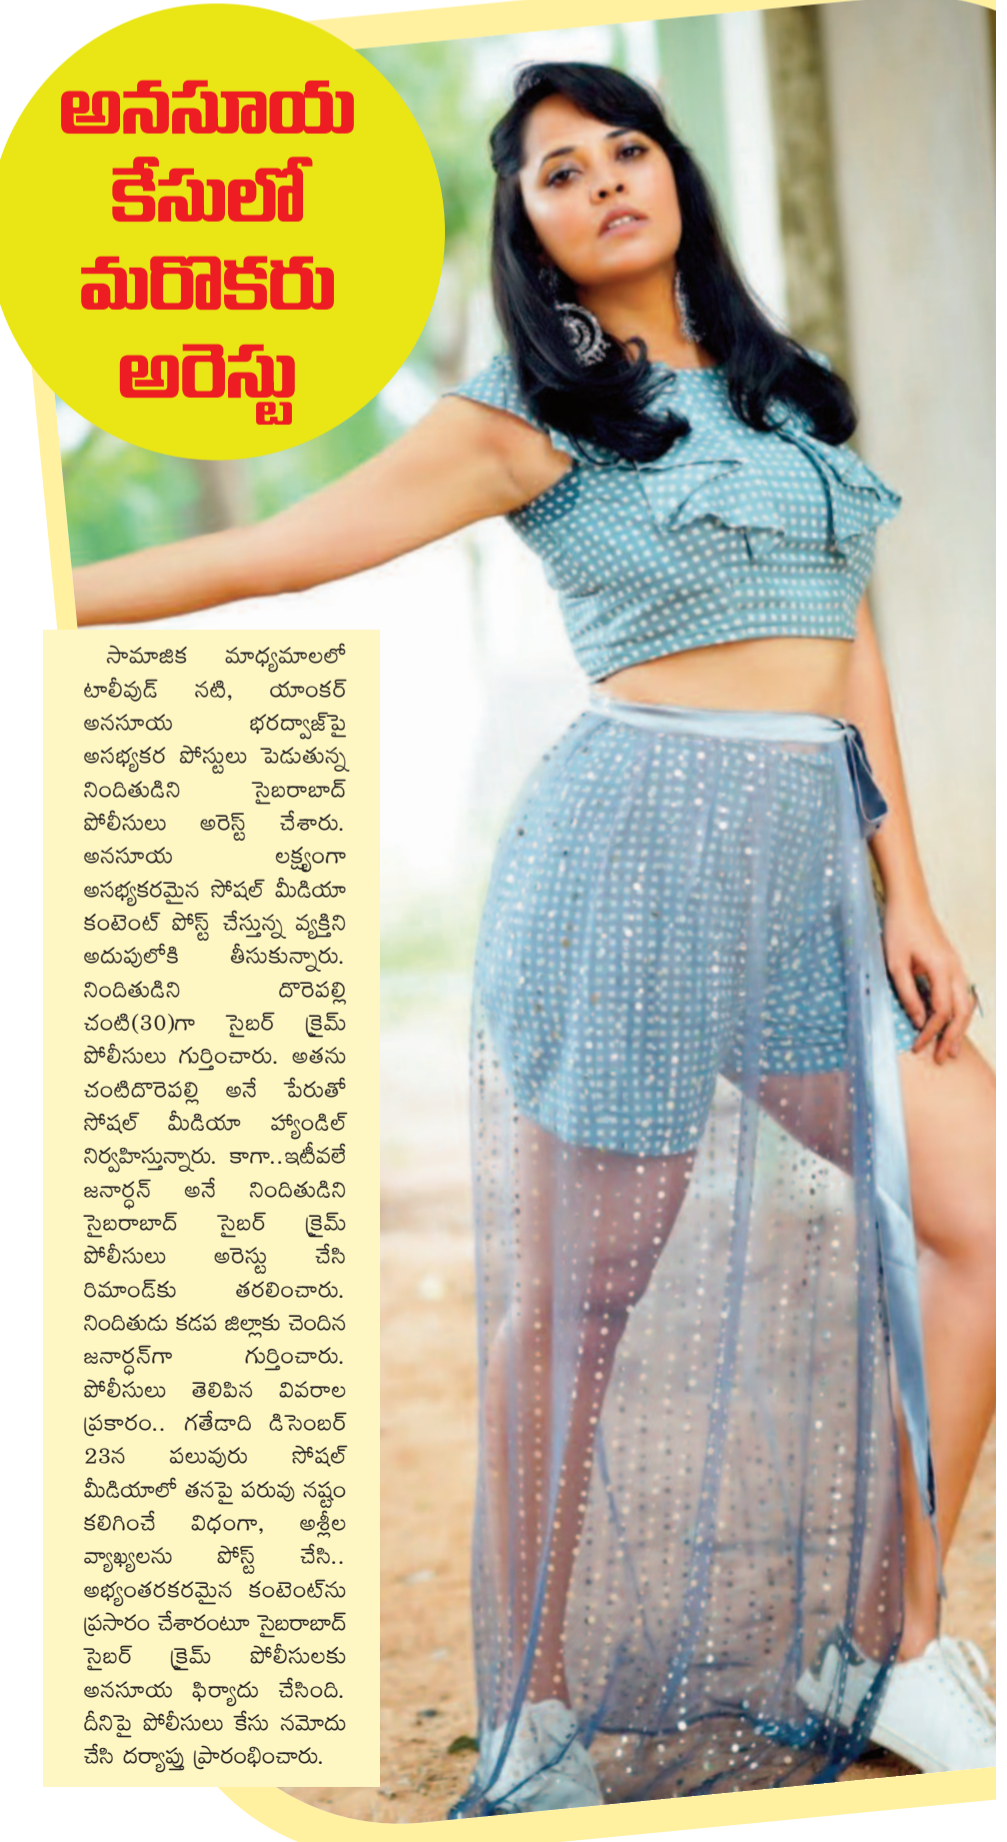 అనసూయ
కేసులో
మరొకరు
అరెస్టు
సామాజిక మాధ్యమాలలో
టాలీవుడ్ నటి, యాంకర్
అనసూయ భరద్వాజ్‌పై
అసభ్యకర పోస్టులు పెడుతున్న
నిందితుడిని సైబరాబాద్
పోలీసులు అరెస్ట్ చేశారు.
అనసూయ లక్ష్యంగా
అసభ్యకరమైన సోషల్ మీడియా
కంటెంట్ పోస్ట్ చేస్తున్న వ్యక్తిని
అదుపులోకి తీసుకున్నారు.
నిందితుడిని దొరెపల్లి
చంటి(30)గా సైబర్ క్రైమ్
పోలీసులు గుర్తించారు. అతను
చంటిదొరెపల్లి అనే పేరుతో
సోషల్ మీడియా హ్యాండిల్
నిర్వహిస్తున్నారు. కాగా..ఇటీవలే
జనార్ధన్ అనే నిందితుడిని
సైబరాబాద్ సైబర్ క్రైమ్
పోలీసులు అరెస్టు చేసి
రిమాండ్‌కు తరలించారు.
నిందితుడు కడప జిల్లాకు చెందిన
జనార్ధన్‌గా గుర్తించారు.
పోలీసులు తెలిపిన వివరాల
ప్రకారం.. గతేడాది డిసెంబర్
23న పలువురు సోషల్
మీడియాలో తనపై పరువు నష్టం
కలిగించే విధంగా, అశ్లీల
వ్యాఖ్యలను పోస్ట్ చేసి..
అభ్యంతరకరమైన కంటెంట్‌ను
ప్రసారం చేశారంటూ సైబరాబాద్
సైబర్ క్రైమ్ పోలీసులకు
అనసూయ ఫిర్యాదు చేసింది.
దీనిపై పోలీసులు కేసు నమోదు
చేసి దర్యాప్తు ప్రారంభించారు.